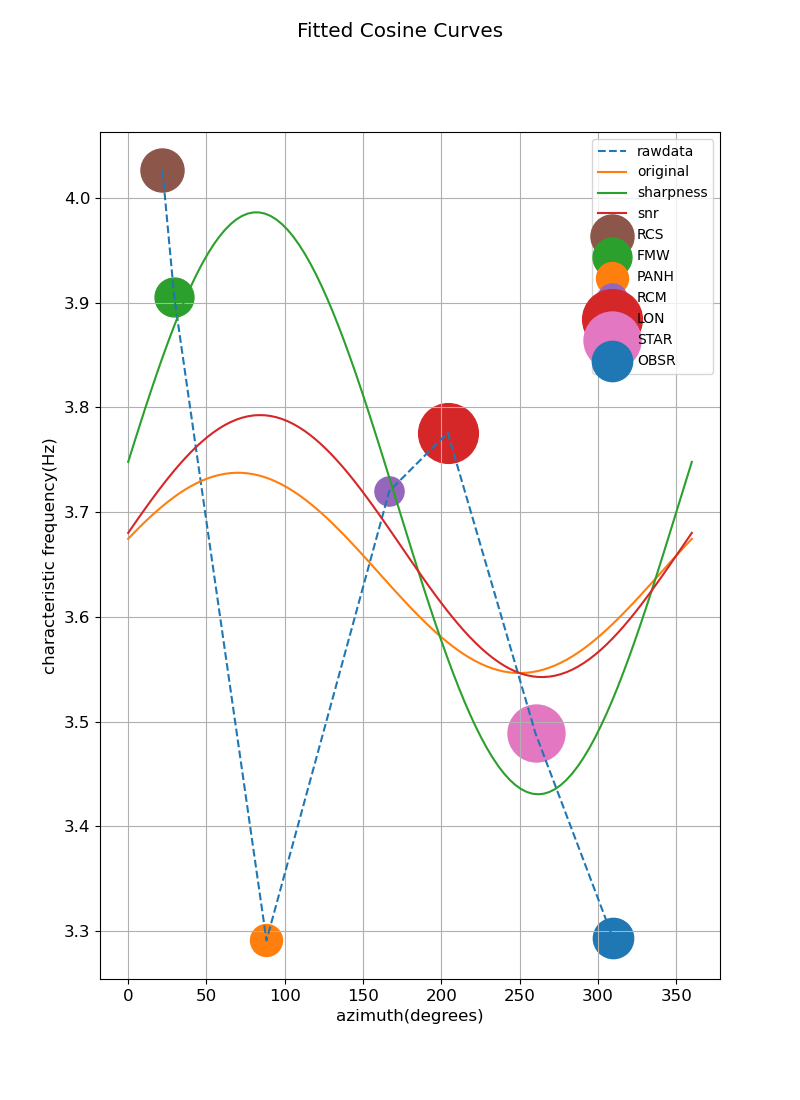 Fitted Cosine Curves
characteristic frequency(Hz)
4.0
3.9
3.8
3.7
3.6
3.5
3.4
3.3
rawdata
original
sharpness
snr
RCS
FMW
PANH
RCM
LON
STAR
OBSR
0 50 100 150 200 250 300 350
azimuth(degrees)